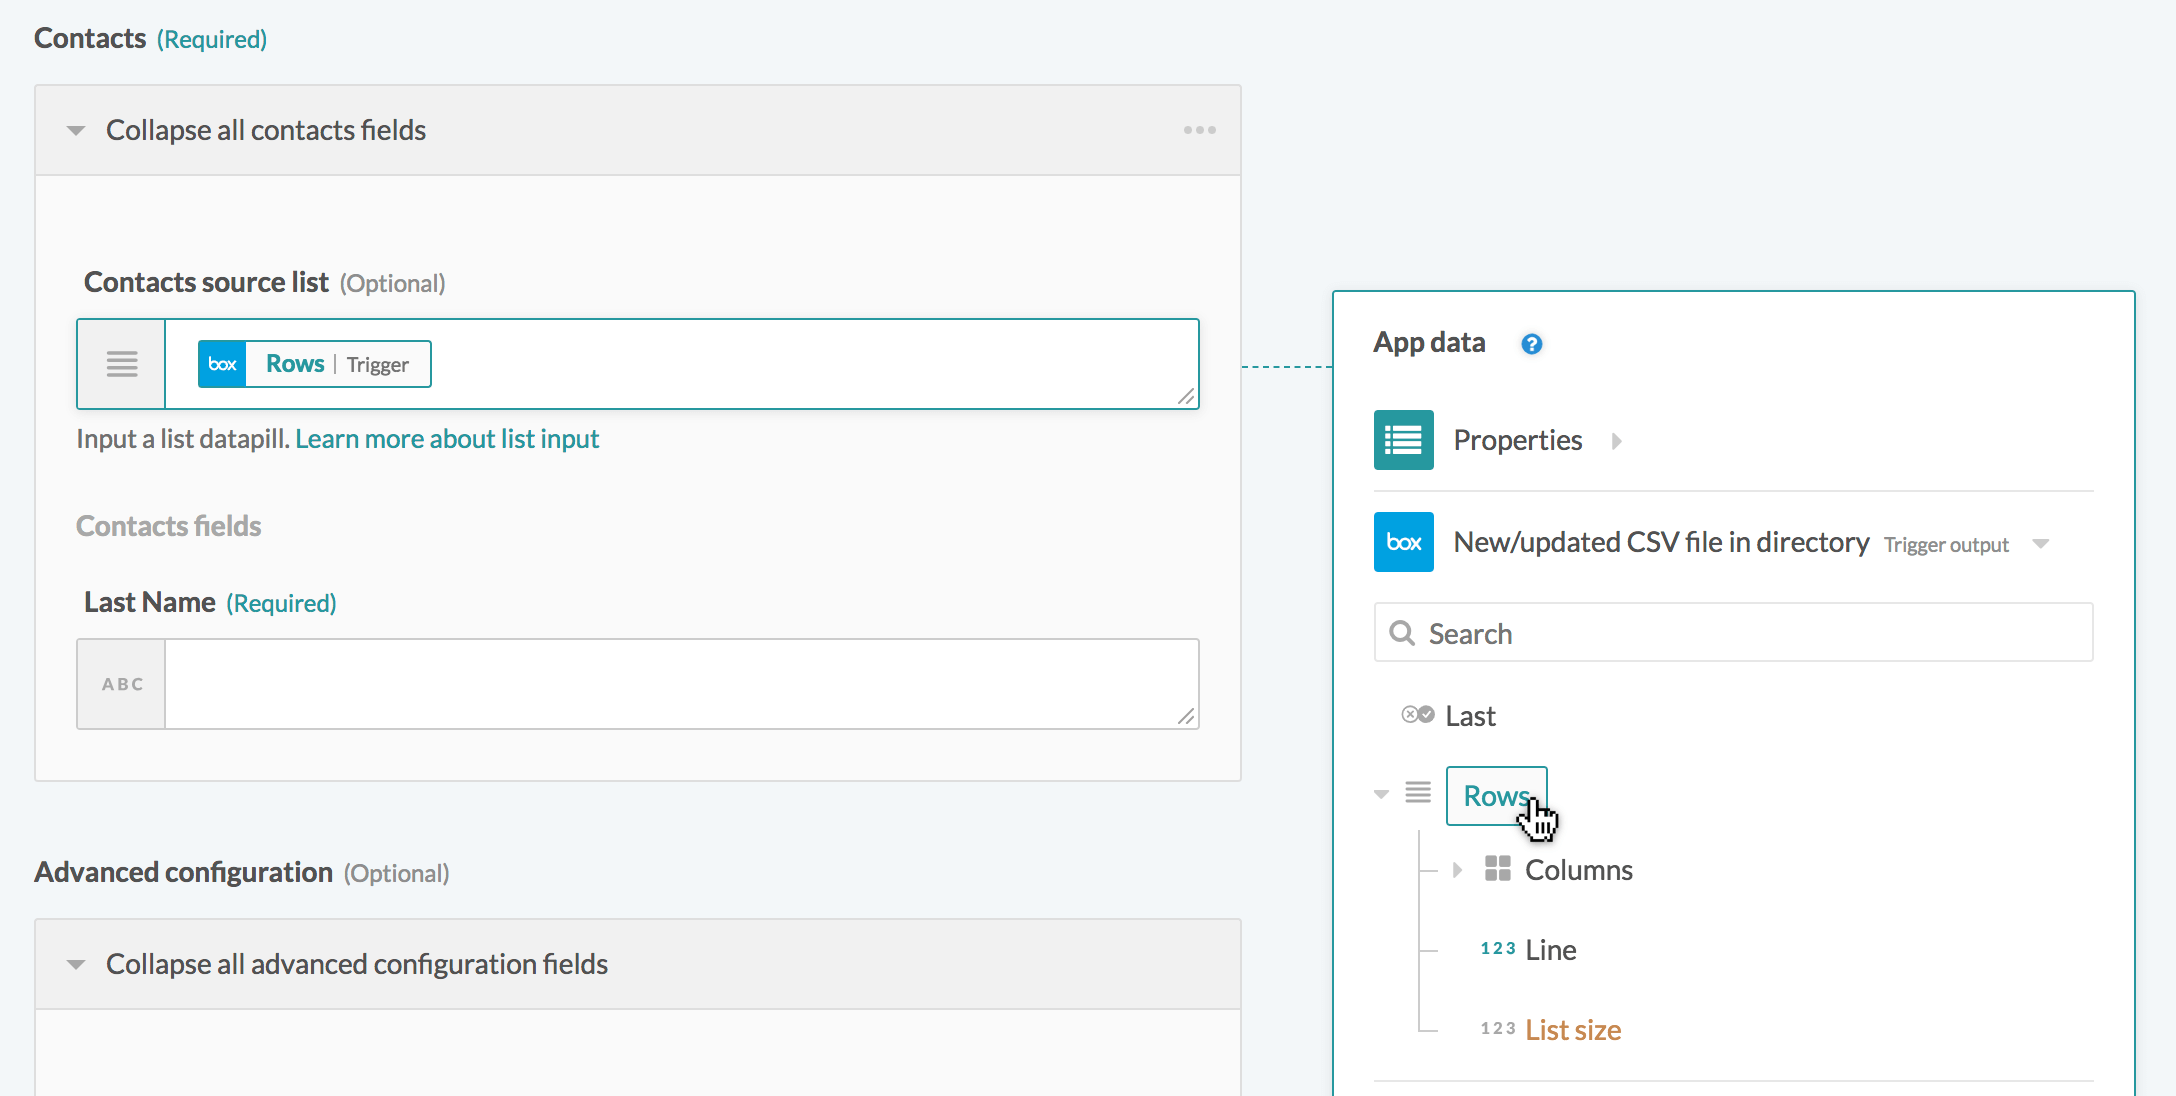 Contacts (Required)
Collapse all contacts fields
Contacts source list (Optional)
box Rows | Trigger
Input a list datapill. Learn more about list input
Contacts fields
Last Name (Required)
ABC
Advanced configuration (Optional)
Collapse all advanced configuration fields
App data ?
Properties
box New/updated CSV file in directory Trigger output
Search
Last
Rows
Columns
123 Line
123 List size